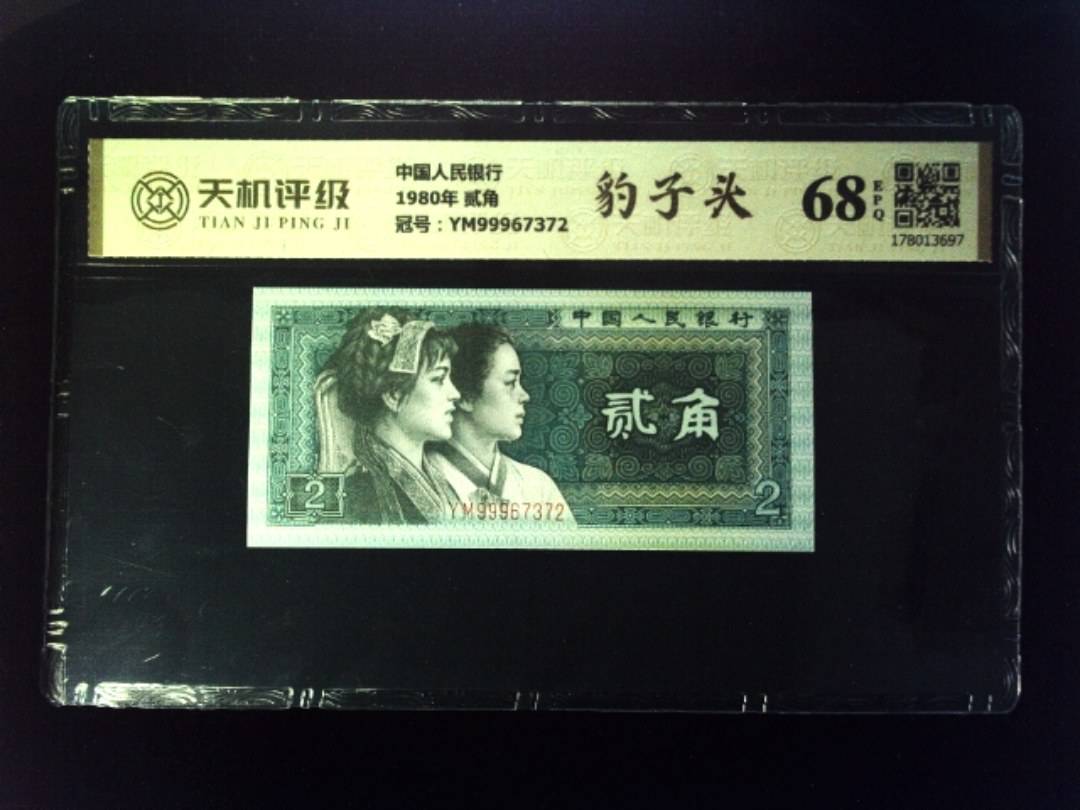 天机评级
TIAN JI PING JI
中国人民银行
1980年 贰角
冠号：YM99967372
豹子头
68
EPQ
178013697
中国人民银行
贰角
2
YM99967372
2